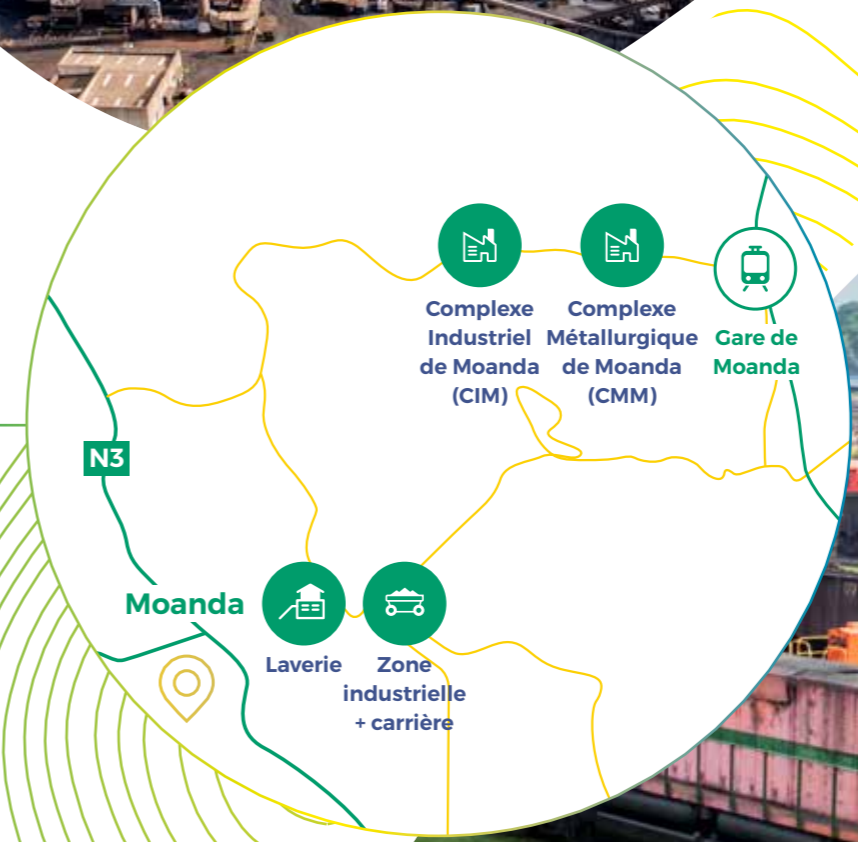 Complexe
Industriel
de Moanda
(CIM)
Complexe
Métallurgique
de Moanda
(CMM)
Gare de
Moanda
N3
Moanda
Laverie
Zone
industrielle
+ carrière